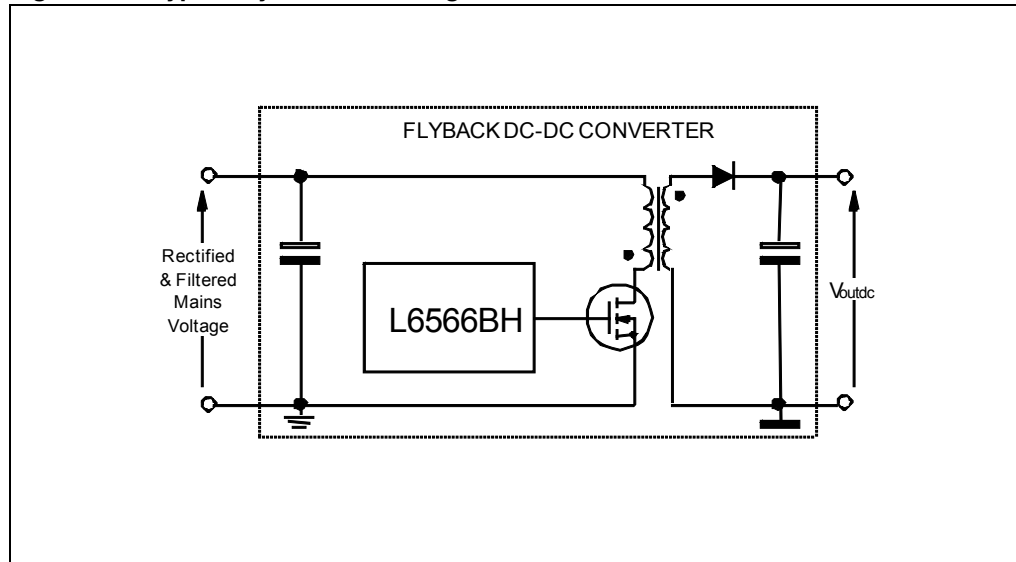 FLYBACK DC-DC CONVERTER
Rectified
& Filtered
Mains
Voltage
L6566BH
Voutdc